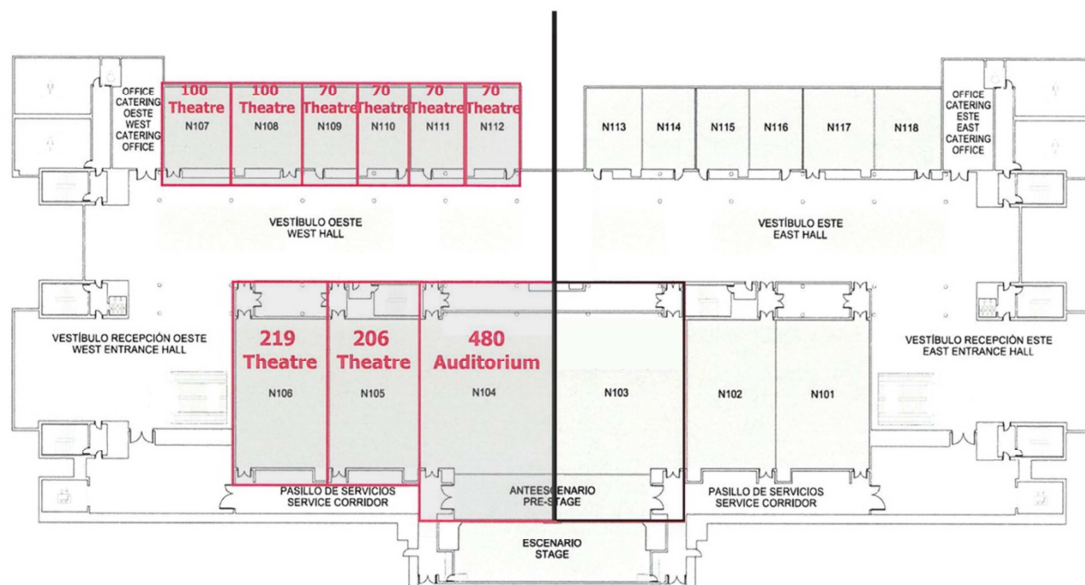 100
Theatre
N107
100
Theatre
N108
70
Theatre
N109
70
Theatre
N110
70
Theatre
N111
70
Theatre
N112
OFFICE
CATERING
OESTE
WEST
CATERING
OFFICE
N113
N114
N115
N116
N117
N118
OFFICE
CATERING
ESTE
EAST
CATERING
OFFICE
VESTÍBULO OESTE
WEST HALL
VESTÍBULO ESTE
EAST HALL
VESTÍBULO RECEPCIÓN OESTE
WEST ENTRANCE HALL
219
Theatre
N106
206
Theatre
N105
480
Auditorium
N104
N103
N102
N101
VESTÍBULO RECEPCIÓN ESTE
EAST ENTRANCE HALL
PASILLO DE SERVICIOS
SERVICE CORRIDOR
ANTEESCENARIO
PRE-STAGE
PASILLO DE SERVICIOS
SERVICE CORRIDOR
ESCENARIO
STAGE